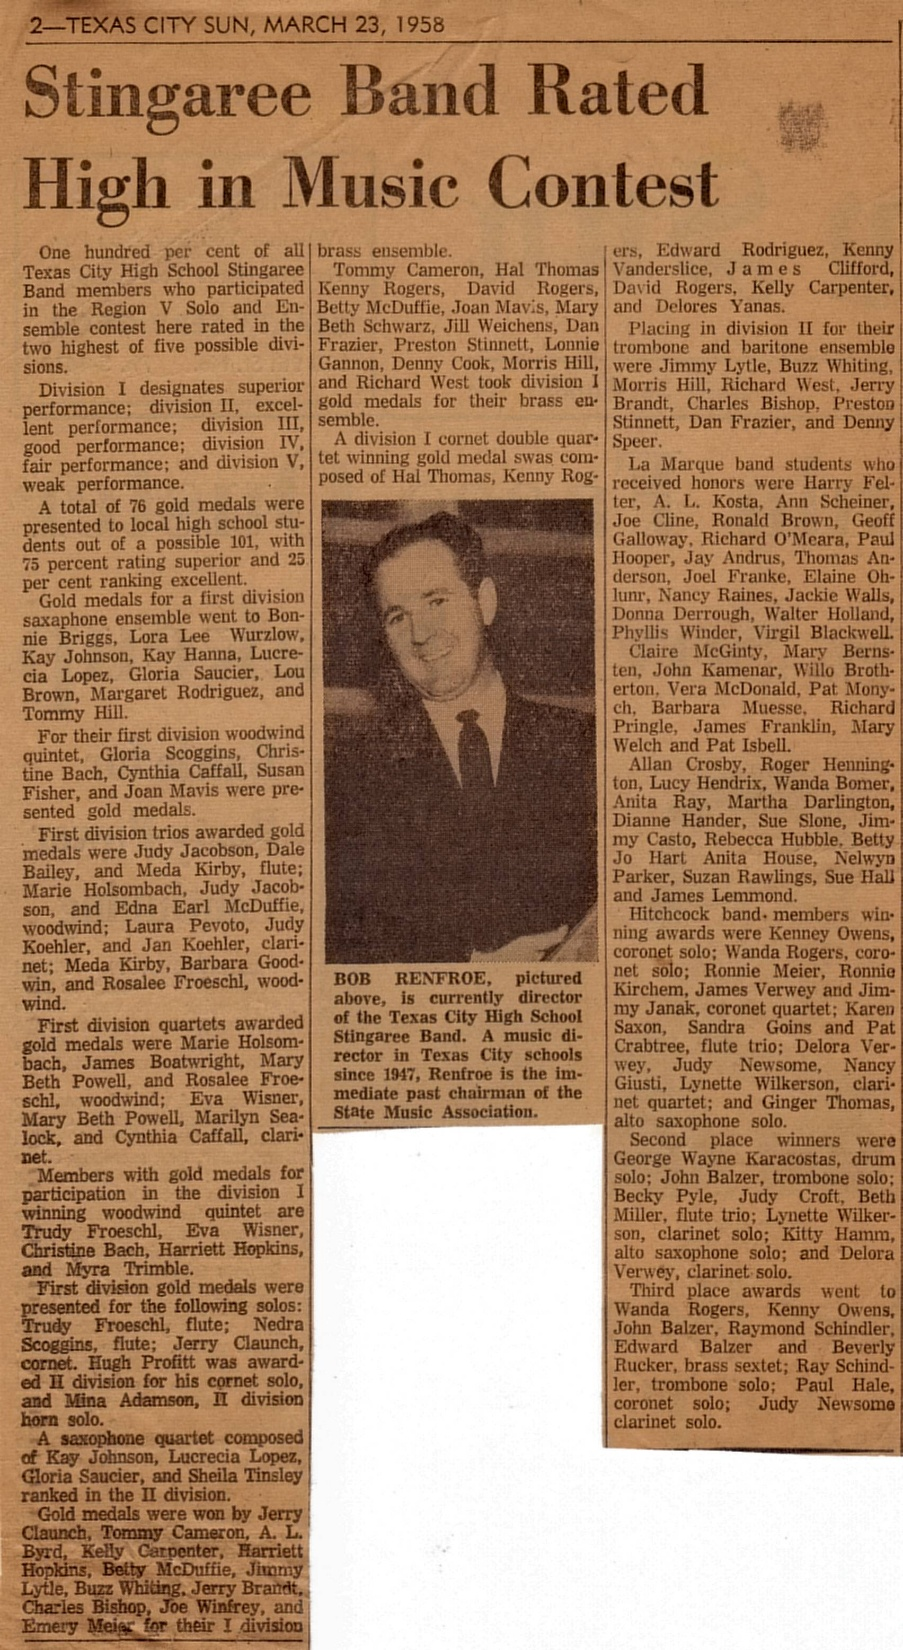 2—TEXAS CITY SUN, MARCH 23, 1958
Stingaree Band Rated
High in Music Contest
One hundred per cent of all
Texas City High School Stingaree
Band members who participated
in the Region V Solo and En-
semble contest here rated in the
two highest of five possible divi-
sions.
Division I designates superior
performance; division II, excel-
lent performance; division III,
good performance; division IV,
fair performance; and division V,
weak performance.
A total of 76 gold medals were
presented to local high school stu-
dents out of a possible 101, with
75 percent rating superior and 25
per cent ranking excellent.
Gold medals for a first division
saxaphone ensemble went to Bon-
nie Briggs, Lora Lee Wurzlow,
Kay Johnson, Kay Hanna, Lucre-
cia Lopez, Gloria Saucier, Lou
Brown, Margaret Rodriguez, and
Tommy Hill.
For their first division woodwind
quintet, Gloria Scoggins, Chris-
tine Bach, Cynthia Caffall, Susan
Fisher, and Joan Mavis were pre-
sented gold medals.
First division trios awarded gold
medals were Judy Jacobson, Dale
Bailey, and Meda Kirby, flute;
Marie Holsombach, Judy Jacob-
son, and Edna Earl McDuffie,
woodwind; Laura Pevoto, Judy
Koehler, and Jan Koehler, clari-
net; Meda Kirby, Barbara Good-
win, and Rosalee Froeschl, wood-
wind.
First division quartets awarded
gold medals were Marie Holsom-
bach, James Boatwright, Mary
Beth Powell, and Rosalee Froe-
schl, woodwind; Eva Wisner,
Mary Beth Powell, Marilyn Sea-
lock, and Cynthia Caffall, clari-
net.
Members with gold medals for
participation in the division I
winning woodwind quintet are
Trudy Froeschl, Eva Wisner,
Christine Bach, Harriett Hopkins,
and Myra Trimble.
First division gold medals were
presented for the following solos:
Trudy Froeschl, flute; Nedra
Scoggins, flute; Jerry Claunch,
cornet. Hugh Profitt was award-
ed II division for his cornet solo,
and Mina Adamson, II division
horn solo.
A saxophone quartet composed
of Kay Johnson, Lucrecia Lopez,
Gloria Saucier, and Sheila Tinsley
ranked in the II division.
Gold medals were won by Jerry
Claunch, Tommy Cameron, A. L.
Byrd, Kelly Carpenter, Harriett
Hopkins, Betty McDuffie, Jimmy
Lytle, Buzz Whiting, Jerry Brandt,
Charles Bishop, Joe Winfrey, and
Emery Meier for their I division
brass ensemble.
Tommy Cameron, Hal Thomas
Kenny Rogers, David Rogers,
Betty McDuffie, Joan Mavis, Mary
Beth Schwarz, Jill Weichens, Dan
Frazier, Preston Stinnett, Lonnie
Gannon, Denny Cook, Morris Hill,
and Richard West took division I
gold medals for their brass en-
semble.
A division I cornet double quar-
tet winning gold medal swas com-
posed of Hal Thomas, Kenny Rog-
BOB RENFROE, pictured
above, is currently director
of the Texas City High School
Stingaree Band. A music di-
rector in Texas City schools
since 1947, Renfroe is the im-
mediate past chairman of the
State Music Association.
ers, Edward Rodriguez, Kenny
Vanderslice, James Clifford,
David Rogers, Kelly Carpenter,
and Delores Yanas.
Placing in division II for their
trombone and baritone ensemble
were Jimmy Lytle, Buzz Whiting,
Morris Hill, Richard West, Jerry
Brandt, Charles Bishop, Preston
Stinnett, Dan Frazier, and Denny
Speer.
La Marque band students who
received honors were Harry Fel-
ter, A. L. Kosta, Ann Scheiner,
Joe Cline, Ronald Brown, Geoff
Galloway, Richard O'Meara, Paul
Hooper, Jay Andrus, Thomas An-
derson, Joel Franke, Elaine Oh-
lunr, Nancy Raines, Jackie Walls,
Donna Derrough, Walter Holland,
Phyllis Winder, Virgil Blackwell.
Claire McGinty, Mary Berns-
ten, John Kamenar, Willo Broth-
erton, Vera McDonald, Pat Mony-
ch, Barbara Muesse, Richard
Pringle, James Franklin, Mary
Welch and Pat Isbell.
Allan Crosby, Roger Henning-
ton, Lucy Hendrix, Wanda Bomer,
Anita Ray, Martha Darlington,
Dianne Hander, Sue Slone, Jim-
my Casto, Rebecca Hubble, Betty
Jo Hart Anita House, Nelwyn
Parker, Suzan Rawlings, Sue Hall
and James Lemmond.
Hitchcock band members win-
ning awards were Kenney Owens,
coronet solo; Wanda Rogers, coro-
net solo; Ronnie Meier, Ronnie
Kirchem, James Verwey and Jim-
my Janak, coronet quartet; Karen
Saxon, Sandra Goins and Pat
Crabtree, flute trio; Delora Ver-
wey, Judy Newsome, Nancy
Giusti, Lynette Wilkerson, clari-
net quartet; and Ginger Thomas,
alto saxophone solo.
Second place winners were
George Wayne Karacostas, drum
solo; John Balzer, trombone solo;
Becky Pyle, Judy Croft, Beth
Miller, flute trio; Lynette Wilker-
son, clarinet solo; Kitty Hamm,
alto saxophone solo; and Delora
Verwey, clarinet solo.
Third place awards went to
Wanda Rogers, Kenny Owens,
John Balzer, Raymond Schindler,
Edward Balzer and Beverly
Rucker, brass sextet; Ray Schind-
ler, trombone solo; Paul Hale,
coronet solo; Judy Newsome
clarinet solo.